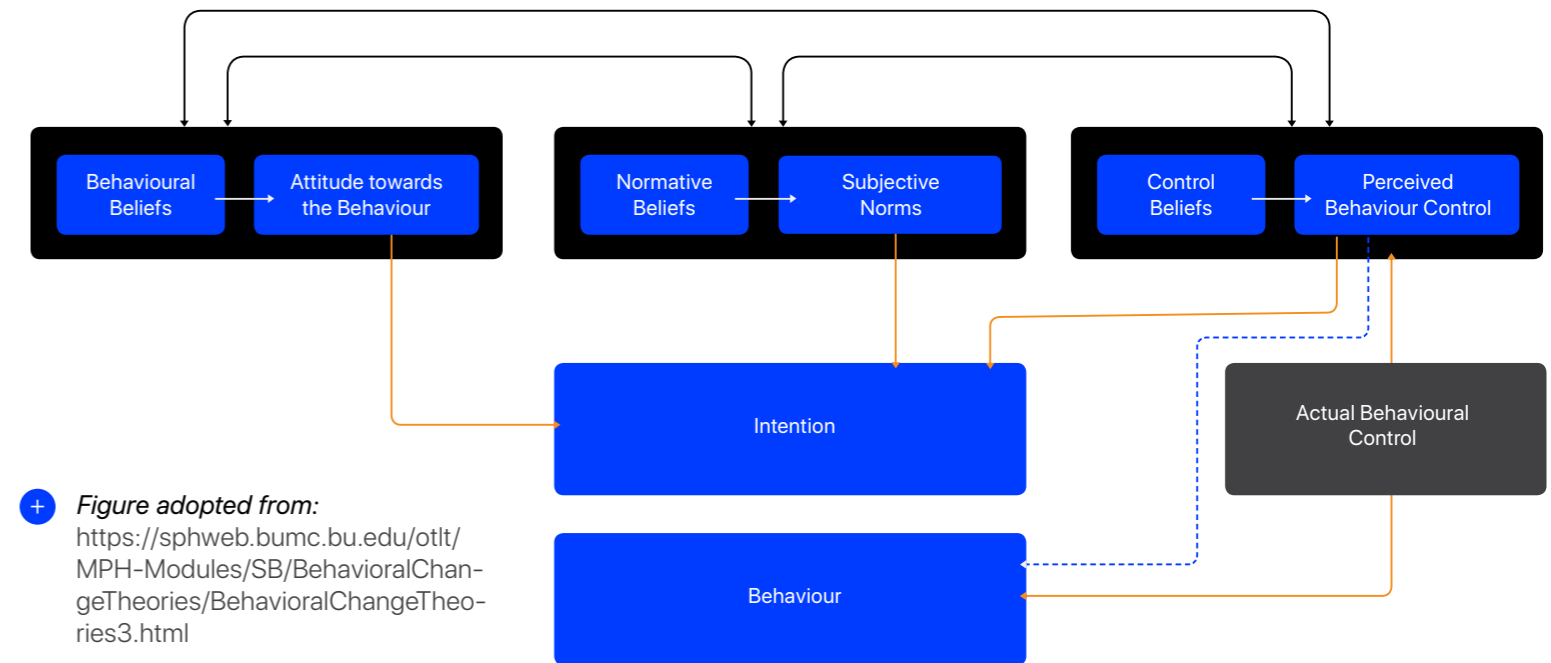 Behavioural
Beliefs
Attitude towards
the Behaviour
Normative
Beliefs
Subjective
Norms
Control
Beliefs
Perceived
Behaviour Control
Intention
Actual Behavioural
Control
Behaviour
+
Figure adopted from:
https://sphweb.bumc.bu.edu/otlt/
MPH-Modules/SB/BehavioralChan-
geTheories/BehavioralChangeTheo-
ries3.html